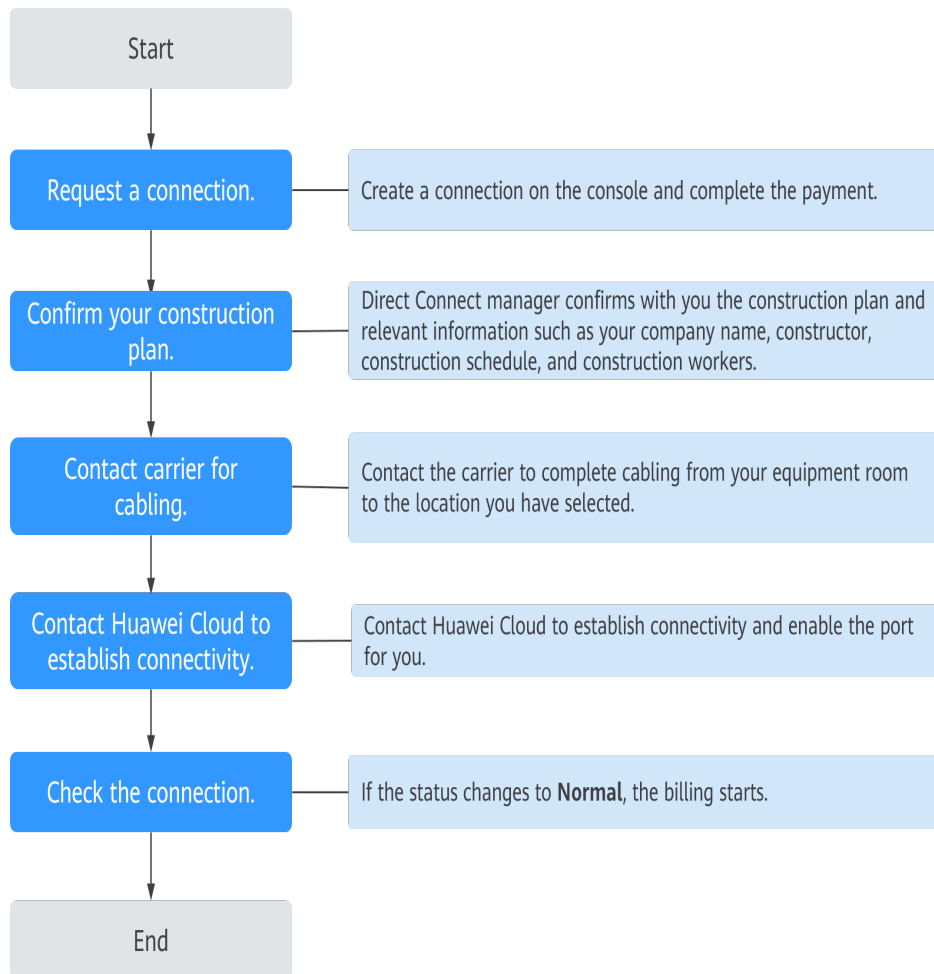 Start
Request a connection.
Create a connection on the console and complete the payment.
Confirm your construction
plan.
Direct Connect manager confirms with you the construction plan and
relevant information such as your company name, constructor,
construction schedule, and construction workers.
Contact carrier for
cabling.
Contact the carrier to complete cabling from your equipment room
to the location you have selected.
Contact Huawei Cloud to
establish connectivity.
Contact Huawei Cloud to establish connectivity and enable the port
for you.
Check the connection.
If the status changes to Normal, the billing starts.
End